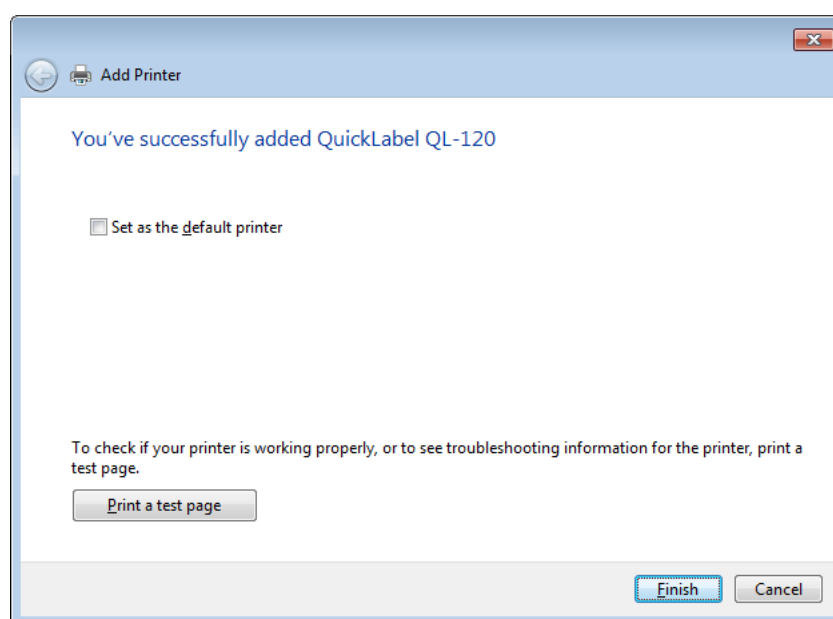 Add Printer
You've successfully added QuickLabel QL-120
Set as the default printer
To check if your printer is working properly, or to see troubleshooting information for the printer, print a
test page.
Print a test page
Finish Cancel